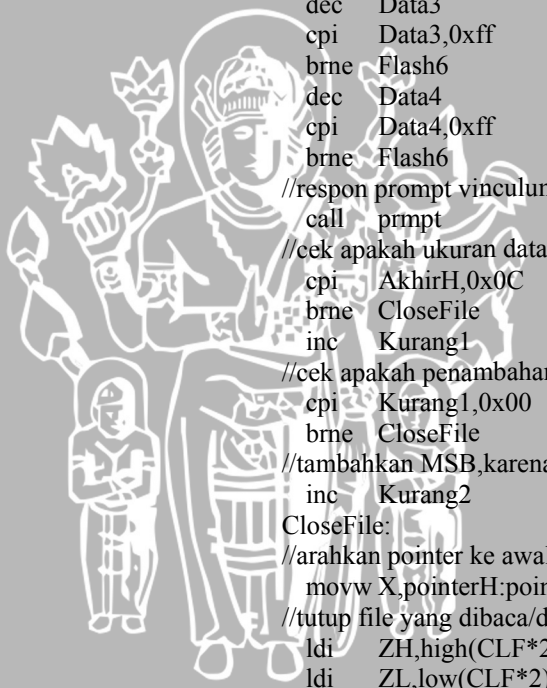 dec Data3
cpi Data3,0xff
brne Flash6
dec Data4
cpi Data4,0xff
brne Flash6
//respon prompt vinculum
call prmpt
//cek apakah ukuran data
cpi AkhirH,0x0C
brne CloseFile
inc Kurang1
//cek apakah penambahan
cpi Kurang1,0x00
brne CloseFile
//tambahkan MSB,karena
inc Kurang2
CloseFile:
//arahkan pointer ke awal
movw X,pointerH:poin
//tutup file yang dibaca/d
ldi ZH,high(CLF*2
ldi ZL,low(CLF*2)